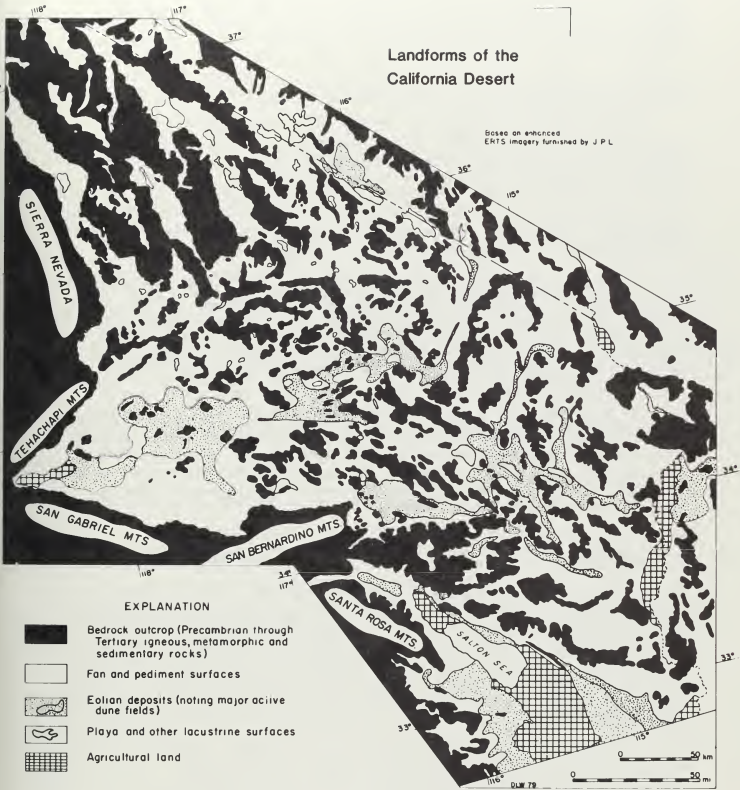 118°
117°
37°
Landforms of the
California Desert
116°
Based on enhanced
ERTS imagery furnished by J.P.L
36°
115°
SIERRA NEVADA
35°
TEHACHAPI MTS
34°
SAN GABRIEL MTS
SAN BERNARDINO MTS
118°
34°
117°
EXPLANATION
SANTA ROSA MTS
Bedrock outcrop (Precambrian through
Tertiary igneous, metamorphic and
sedimentary rocks)
SALTON SEA
Fan and pediment surfaces
33°
Eolian deposits (noting major active
dune fields)
Playa and other lacustrine surfaces
33°
115°
Agricultural land
0 50 km
116°
DLW 79
0 50 mi